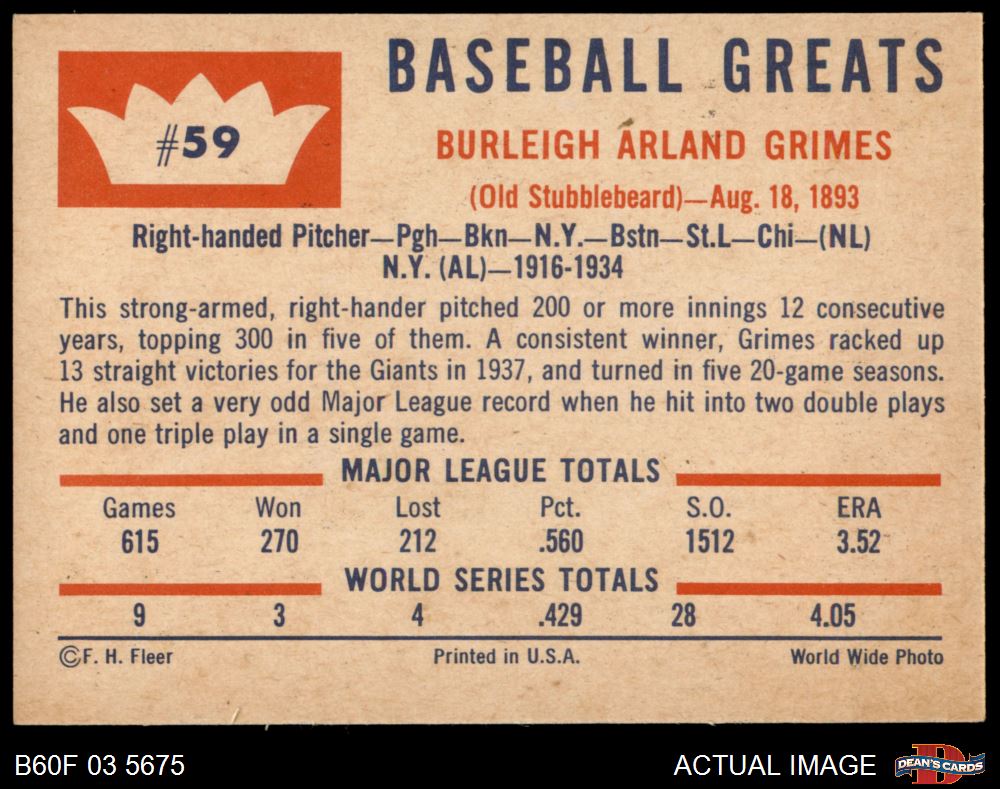 #59
BASEBALL GREATS
BURLEIGH ARLAND GRIMES
(Old Stubblebeard)—Aug. 18, 1893
Right-handed Pitcher—Pgh—Bkn—N.Y.—Bstn—St.L—Chi—(NL)
N.Y. (AL)—1916-1934
This strong-armed, right-hander pitched 200 or more innings 12 consecutive
years, topping 300 in five of them. A consistent winner, Grimes racked up
13 straight victories for the Giants in 1937, and turned in five 20-game seasons.
He also set a very odd Major League record when he hit into two double plays
and one triple play in a single game.
MAJOR LEAGUE TOTALS
Games Won Lost Pct. S.O. ERA
615 270 212 .560 1512 3.52
WORLD SERIES TOTALS
9 3 4 .429 28 4.05
©F. H. Fleer Printed in U.S.A. World Wide Photo
B60F 03 5675 ACTUAL IMAGE DEAN'S CARDS